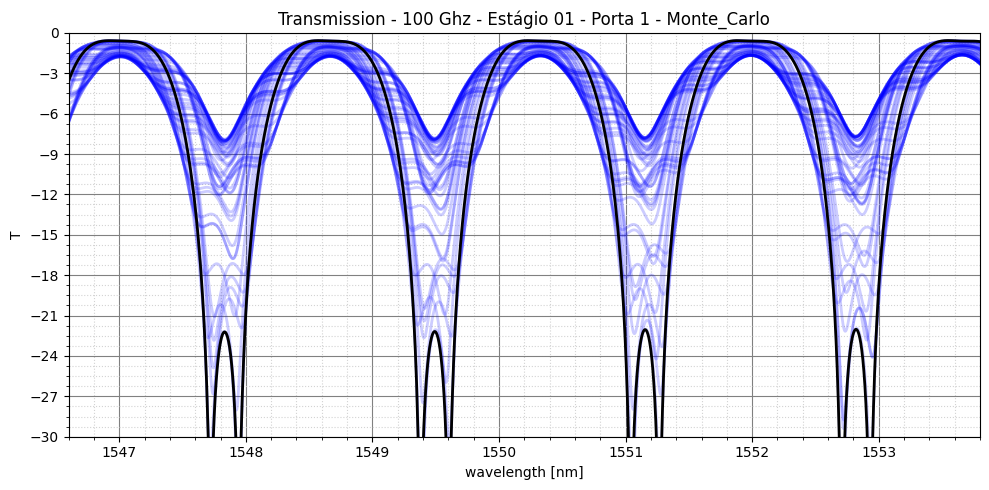 Transmission - 100 Ghz - Estágio 01 - Porta 1 - Monte_Carlo
0
−3
−6
−9
−12
−15
−18
−21
−24
−27
−30
T
1547 1548 1549 1550 1551 1552 1553
wavelength [nm]